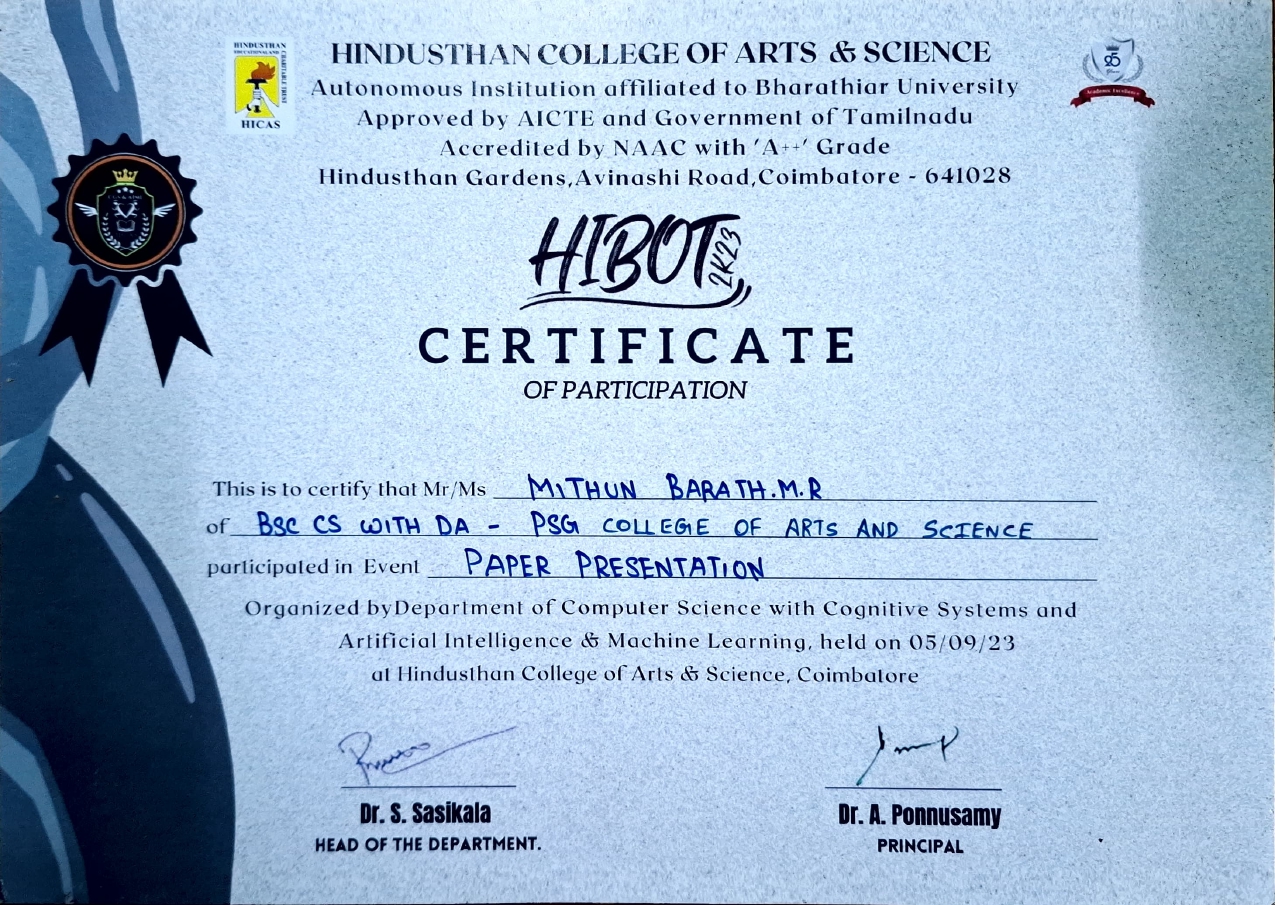 HINDUSTHAN
EDUCATIONAL AND
CHARITABLE TRUST
HICAS
HINDUSTHAN COLLEGE OF ARTS & SCIENCE
Autonomous Institution affiliated to Bharathiar University
Approved by AICTE and Government of Tamilnadu
Accredited by NAAC with 'A++' Grade
Hindusthan Gardens,Avinashi Road,Coimbatore - 641028
25
Academic Excellence
HIBOT 2K23
CERTIFICATE
OF PARTICIPATION
This is to certify that Mr/Ms MITHUN BARATH.M.R
of BSC CS WITH DA - PSG COLLEGE OF ARTS AND SCIENCE
participated in Event PAPER PRESENTATION
Organized byDepartment of Computer Science with Cognitive Systems and
Artificial Intelligence & Machine Learning, held on 05/09/23
at Hindusthan College of Arts & Science, Coimbatore
Dr. S. Sasikala
HEAD OF THE DEPARTMENT.
Dr. A. Ponnusamy
PRINCIPAL